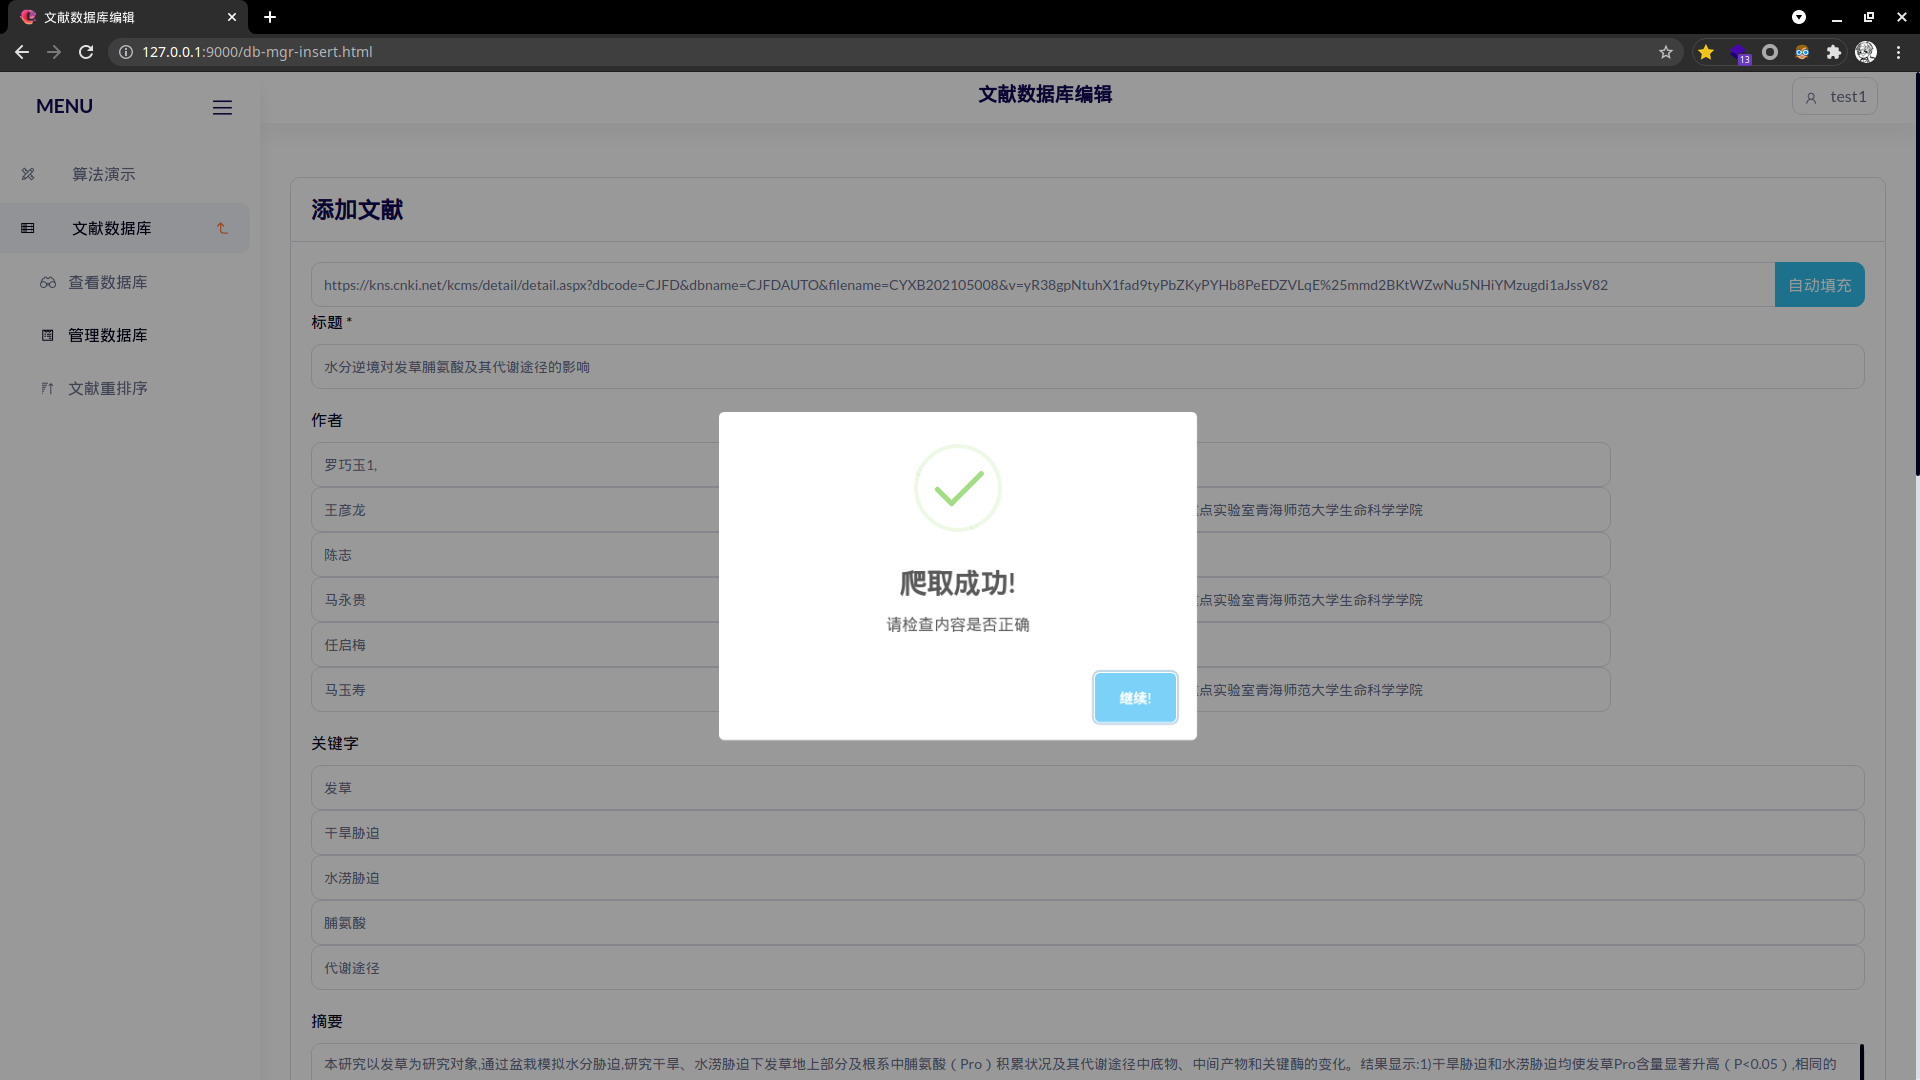 文献数据库编辑
127.0.0.1:9000/db-mgr-insert.html
13
MENU
文献数据库编辑
test1
算法演示
文献数据库
查看数据库
管理数据库
文献重排序
添加文献
https://kns.cnki.net/kcms/detail/detail.aspx?dbcode=CJFD&dbname=CJFDAUTO&filename=CYXB202105008&v=yR38gpNtuhX1fad9tyPbZKyPYHb8PeEDZVLqE%25mmd2BKtWZwNu5NHiYMzugdi1aJssV82
自动填充
标题 *
水分逆境对发草脯氨酸及其代谢途径的影响
作者
罗巧玉1,
王彦龙
点实验室青海师范大学生命科学学院
陈志
马永贵
点实验室青海师范大学生命科学学院
任启梅
马玉寿
点实验室青海师范大学生命科学学院
爬取成功!
请检查内容是否正确
继续!
关键字
发草
干旱胁迫
水涝胁迫
脯氨酸
代谢途径
摘要
本研究以发草为研究对象,通过盆栽模拟水分胁迫,研究干旱、水涝胁迫下发草地上部分及根系中脯氨酸（Pro）积累状况及其代谢途径中底物、中间产物和关键酶的变化。结果显示:1)干旱胁迫和水涝胁迫均使发草Pro含量显著升高（P<0.05）,相同的